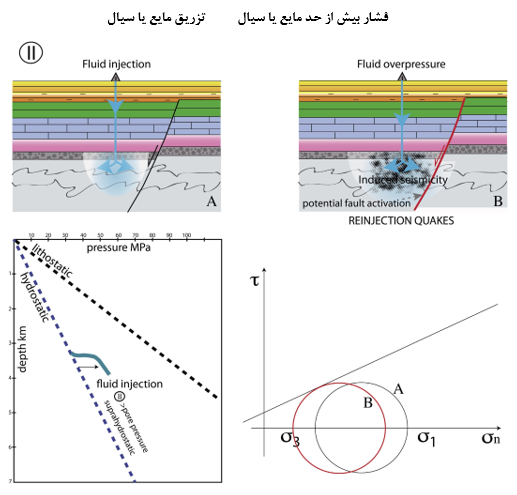 فشار بیش از حد مایع یا سیال
تزریق مایع یا سیال
II
Fluid injection
A
Fluid overpressure
Induced seismicity
potential fault activation
B
REINJECTION QUAKES
10 20 30 40 50 60 70 80 90 100
pressure MPa
lithostatic
hydrostatic
depth km
1
2
3
4
5
6
7
fluid injection
II >pore pressure
suprahydrostatic
τ
A
B
σ3
σ1
σn